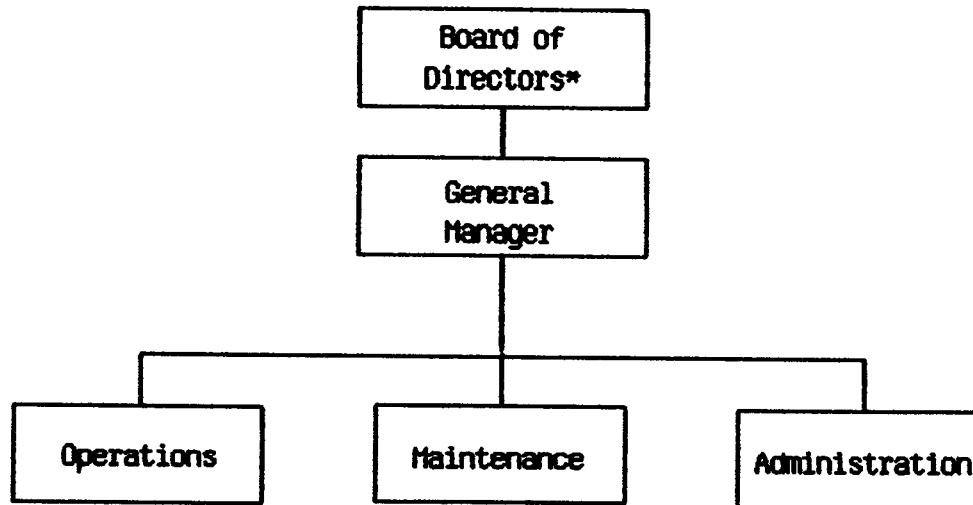 Board of
Directors*
General
Manager
Operations
Maintenance
Administration